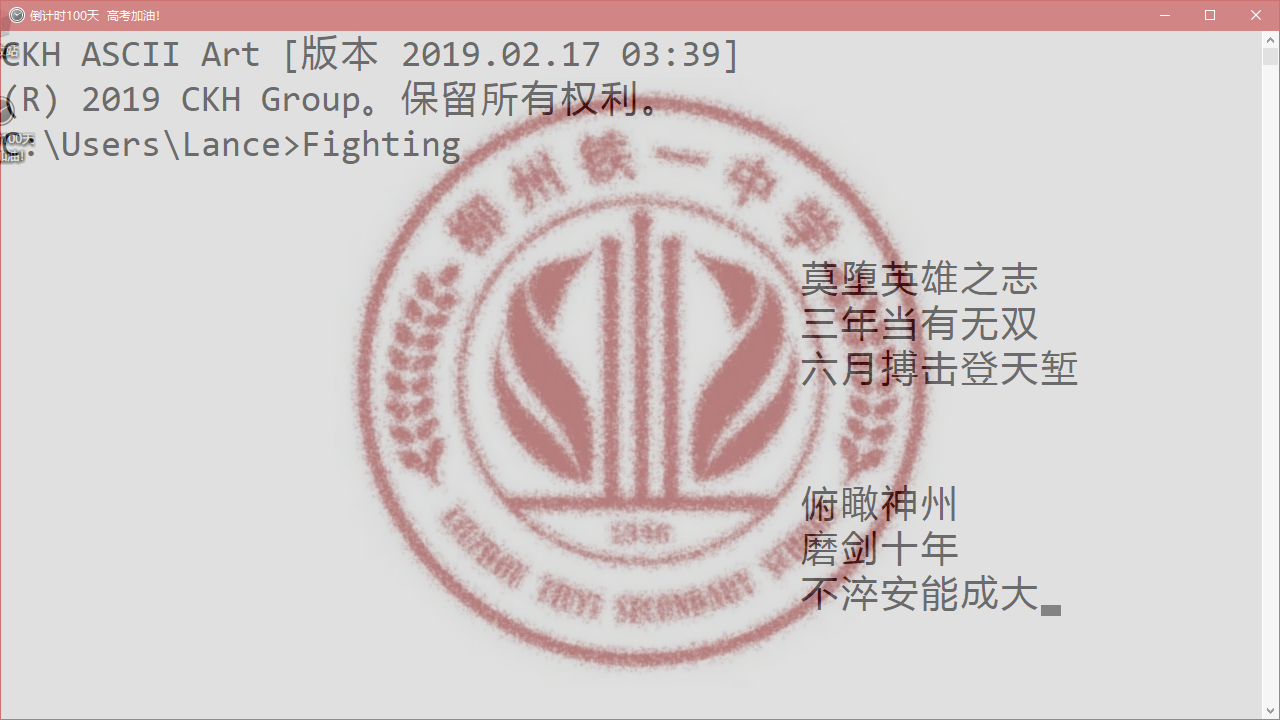 倒计时100天 高考加油!
CKH ASCII Art [版本 2019.02.17 03:39]
(R) 2019 CKH Group。保留所有权利。
C:\Users\Lance>Fighting
柳州铁一中学
莫堕英雄之志
三年当有无双
六月搏击登天堑
俯瞰神州
磨剑十年
不淬安能成大